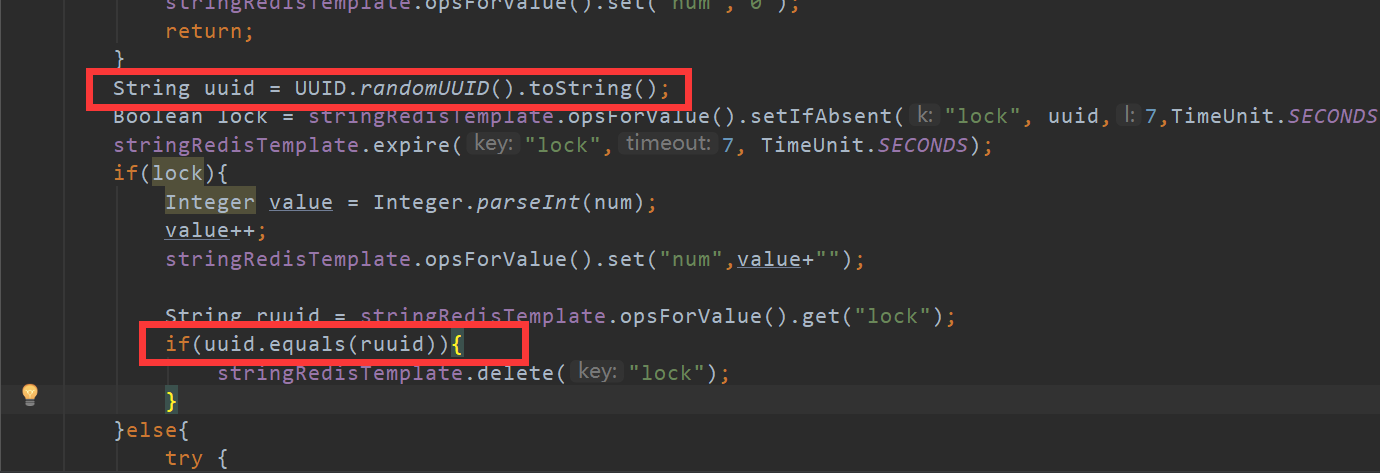 stringRedisTemplate.opsForValue().set("num","0");
return;
}
String uuid = UUID.randomUUID().toString();
Boolean lock = stringRedisTemplate.opsForValue().setIfAbsent( k: "lock", uuid, l: 7,TimeUnit.SECONDS
stringRedisTemplate.expire( key: "lock", timeout: 7, TimeUnit.SECONDS);
if(lock){
Integer value = Integer.parseInt(num);
value++;
stringRedisTemplate.opsForValue().set("num",value+"");
String ruuid = stringRedisTemplate.opsForValue().get("lock");
if(uuid.equals(ruuid)){
stringRedisTemplate.delete( key: "lock");
}
}else{
try {